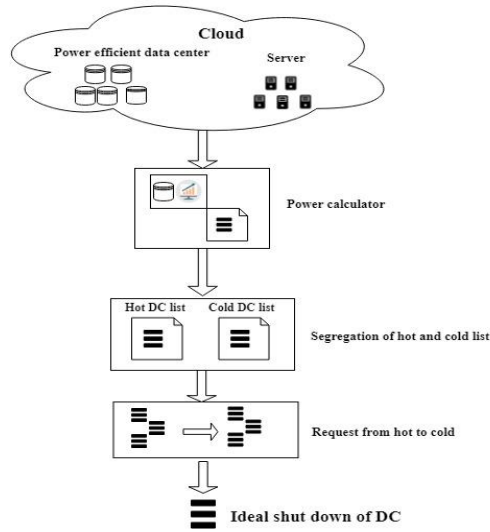 Cloud
Power efficient data center
Server
Power calculator
Hot DC list
Cold DC list
Segregation of hot and cold list
Request from hot to cold
Ideal shut down of DC